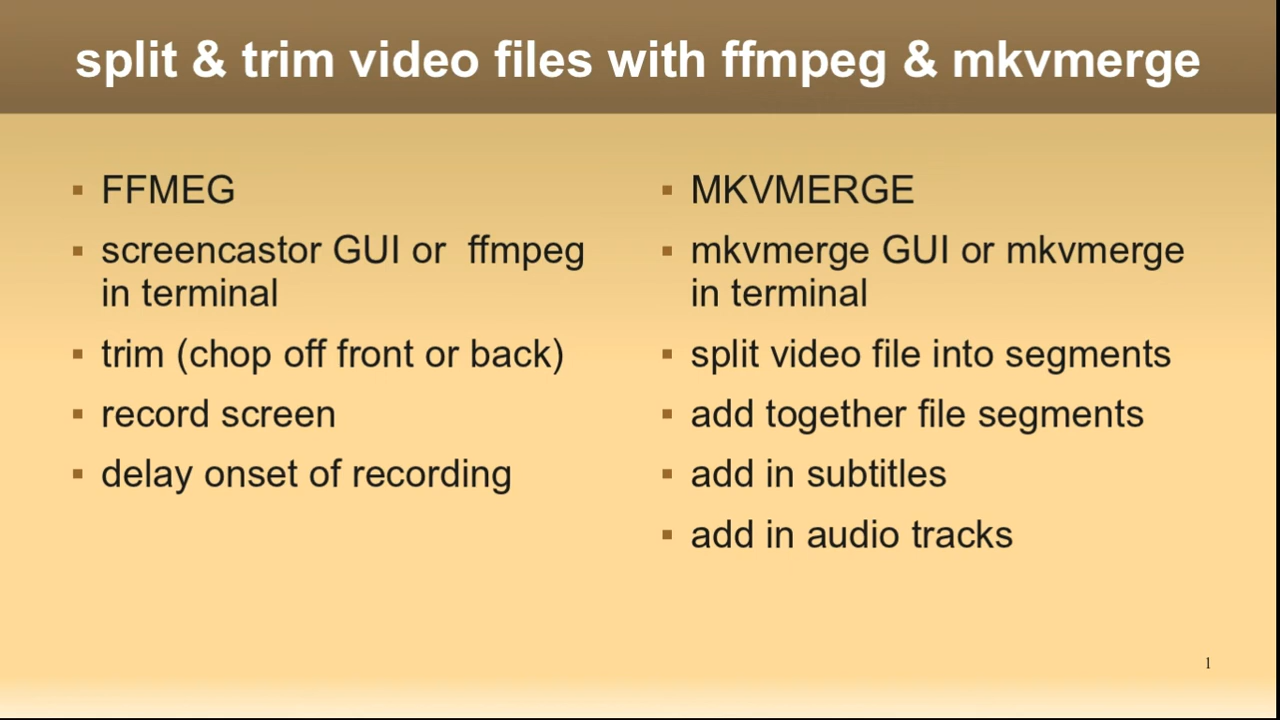 split & trim video files with ffmpeg & mkvmerge
FFMEG
screencastor GUI or ffmpeg
in terminal
trim (chop off front or back)
record screen
delay onset of recording
MKVMERGE
mkvmerge GUI or mkvmerge
in terminal
split video file into segments
add together file segments
add in subtitles
add in audio tracks
1